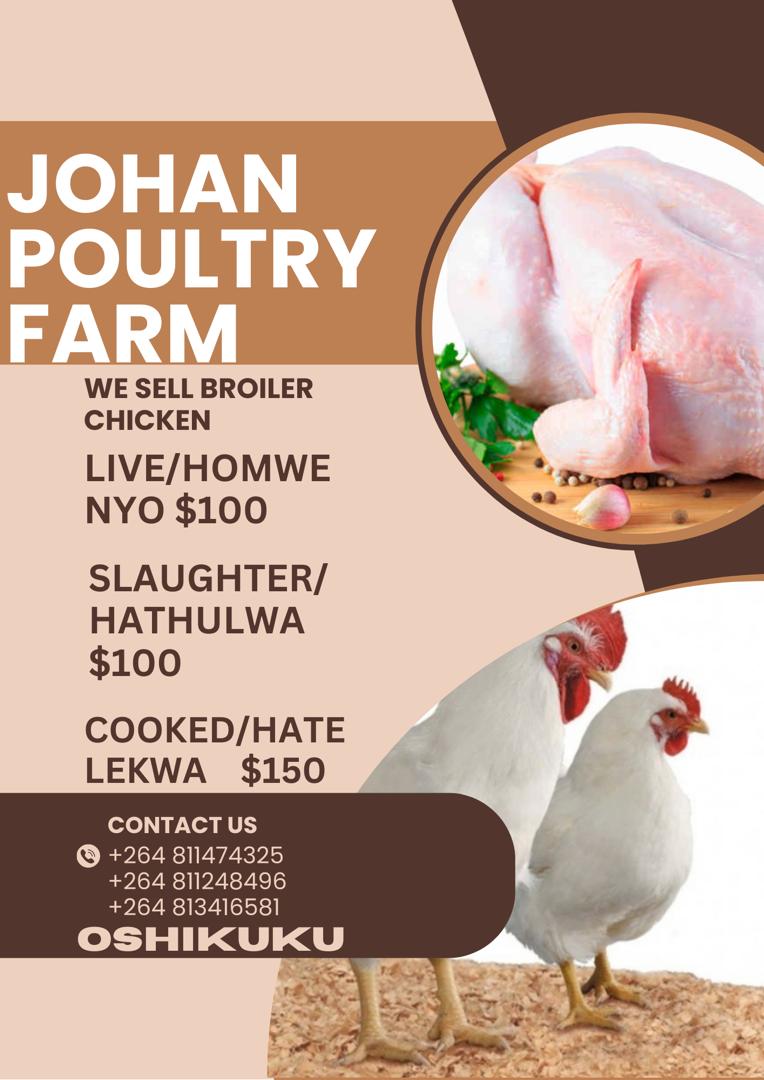 JOHAN
POULTRY
FARM
WE SELL BROILER
CHICKEN
LIVE/HOMWE
NYO $100
SLAUGHTER/
HATHULWA
$100
COOKED/HATE
LEKWA $150
CONTACT US
+264 811474325
+264 811248496
+264 813416581
OSHIKUKU